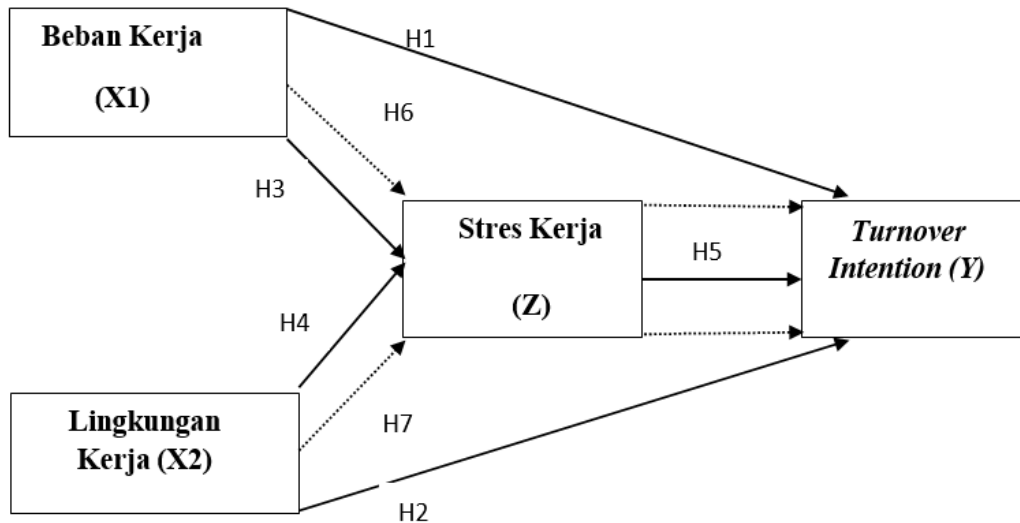 Beban Kerja
(X1)
H1
H6
H3
Stres Kerja
(Z)
H5
Turnover
Intention (Y)
H4
Lingkungan
Kerja (X2)
H7
H2